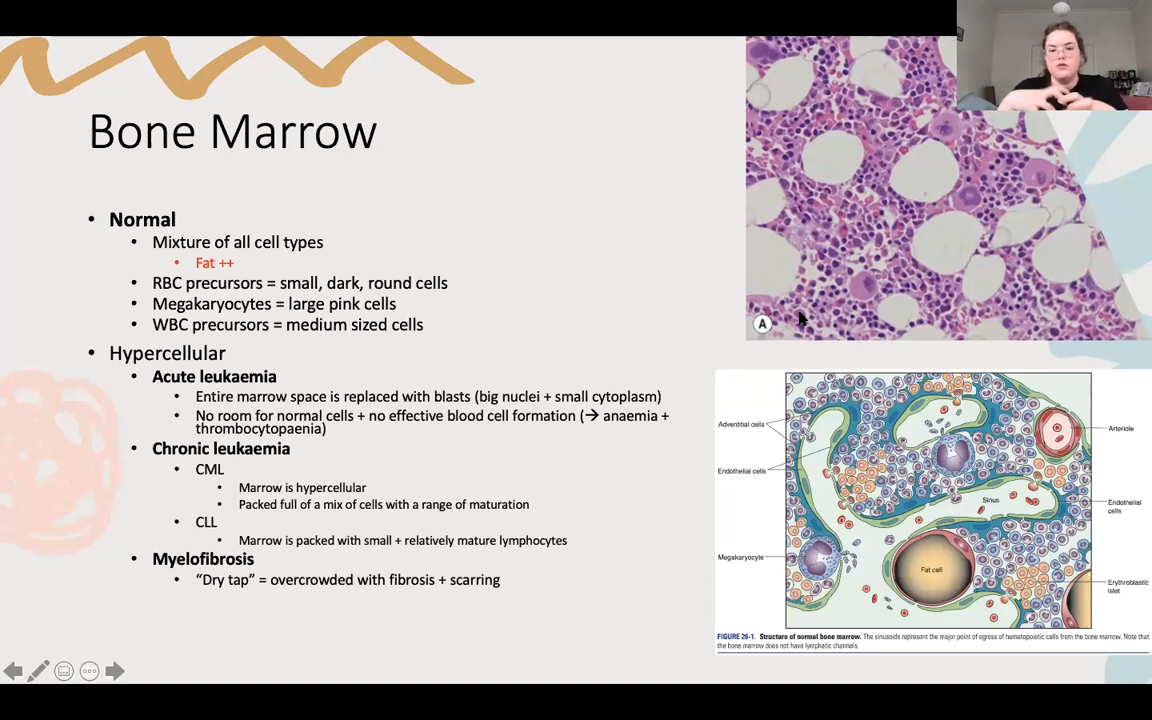 Bone Marrow
• Normal
• Mixture of all cell types
• Fat ++
• RBC precursors = small, dark, round cells
• Megakaryocytes = large pink cells
• WBC precursors = medium sized cells
• Hypercellular
• Acute leukaemia
• Entire marrow space is replaced with blasts (big nuclei + small cytoplasm)
• No room for normal cells + no effective blood cell formation (→ anaemia +
thrombocytopaenia)
• Chronic leukaemia
• CML
• Marrow is hypercellular
• Packed full of a mix of cells with a range of maturation
• CLL
• Marrow is packed with small + relatively mature lymphocytes
• Myelofibrosis
• “Dry tap” = overcrowded with fibrosis + scarring
A
Adventitial cells
Endothelial cells
Megakaryocyte
Sinus
Fat cell
Arteriole
Endothelial
cells
Erythroblastic
islet
FIGURE 26-1. Structure of normal bone marrow. The sinusoids represent the major point of egress of hematopoietic cells from the bone marrow. Note that
the bone marrow does not have lymphatic channels.